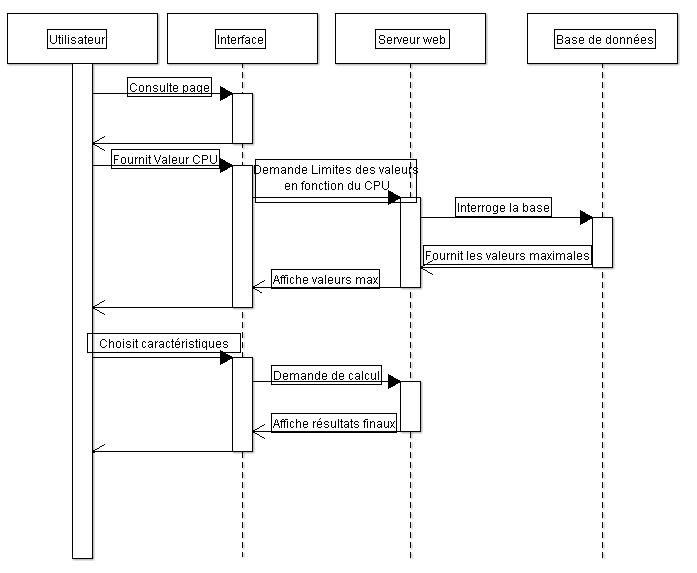 Utilisateur
Interface
Serveur web
Base de données
Consulte page
Fournit Valeur CPU
Demande Limites des valeurs
en fonction du CPU
Interroge la base
Fournit les valeurs maximales
Affiche valeurs max
Choisit caractéristiques
Demande de calcul
Affiche résultats finaux